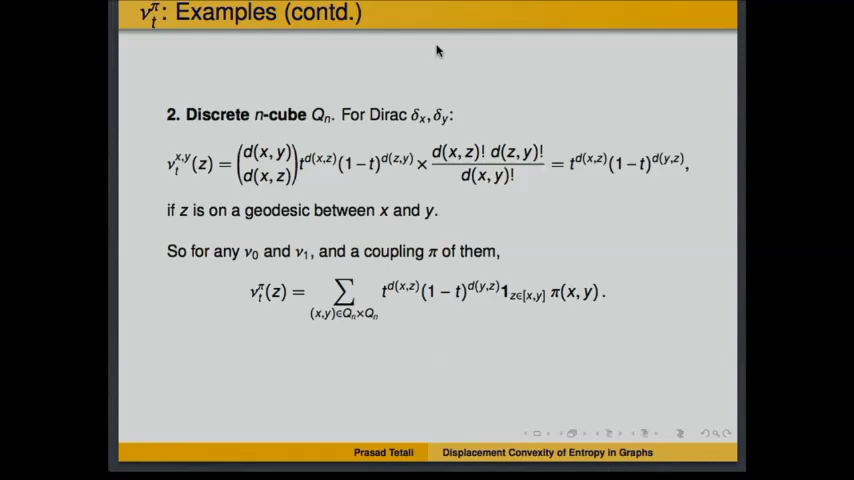 ν_t^π: Examples (contd.)
2. Discrete n-cube Q_n. For Dirac δ_x, δ_y:
ν_t^{x,y}(z) = \binom{d(x,y)}{d(x,z)} t^{d(x,z)}(1−t)^{d(z,y)} × \frac{d(x,z)! d(z,y)!}{d(x,y)!} = t^{d(x,z)}(1−t)^{d(y,z)},
if z is on a geodesic between x and y.
So for any ν_0 and ν_1, and a coupling π of them,
ν_t^π(z) = \sum_{(x,y)∈Q_n×Q_n} t^{d(x,z)}(1 − t)^{d(y,z)} 1_{z∈[x,y]} π(x,y).
Prasad Tetali Displacement Convexity of Entropy in Graphs